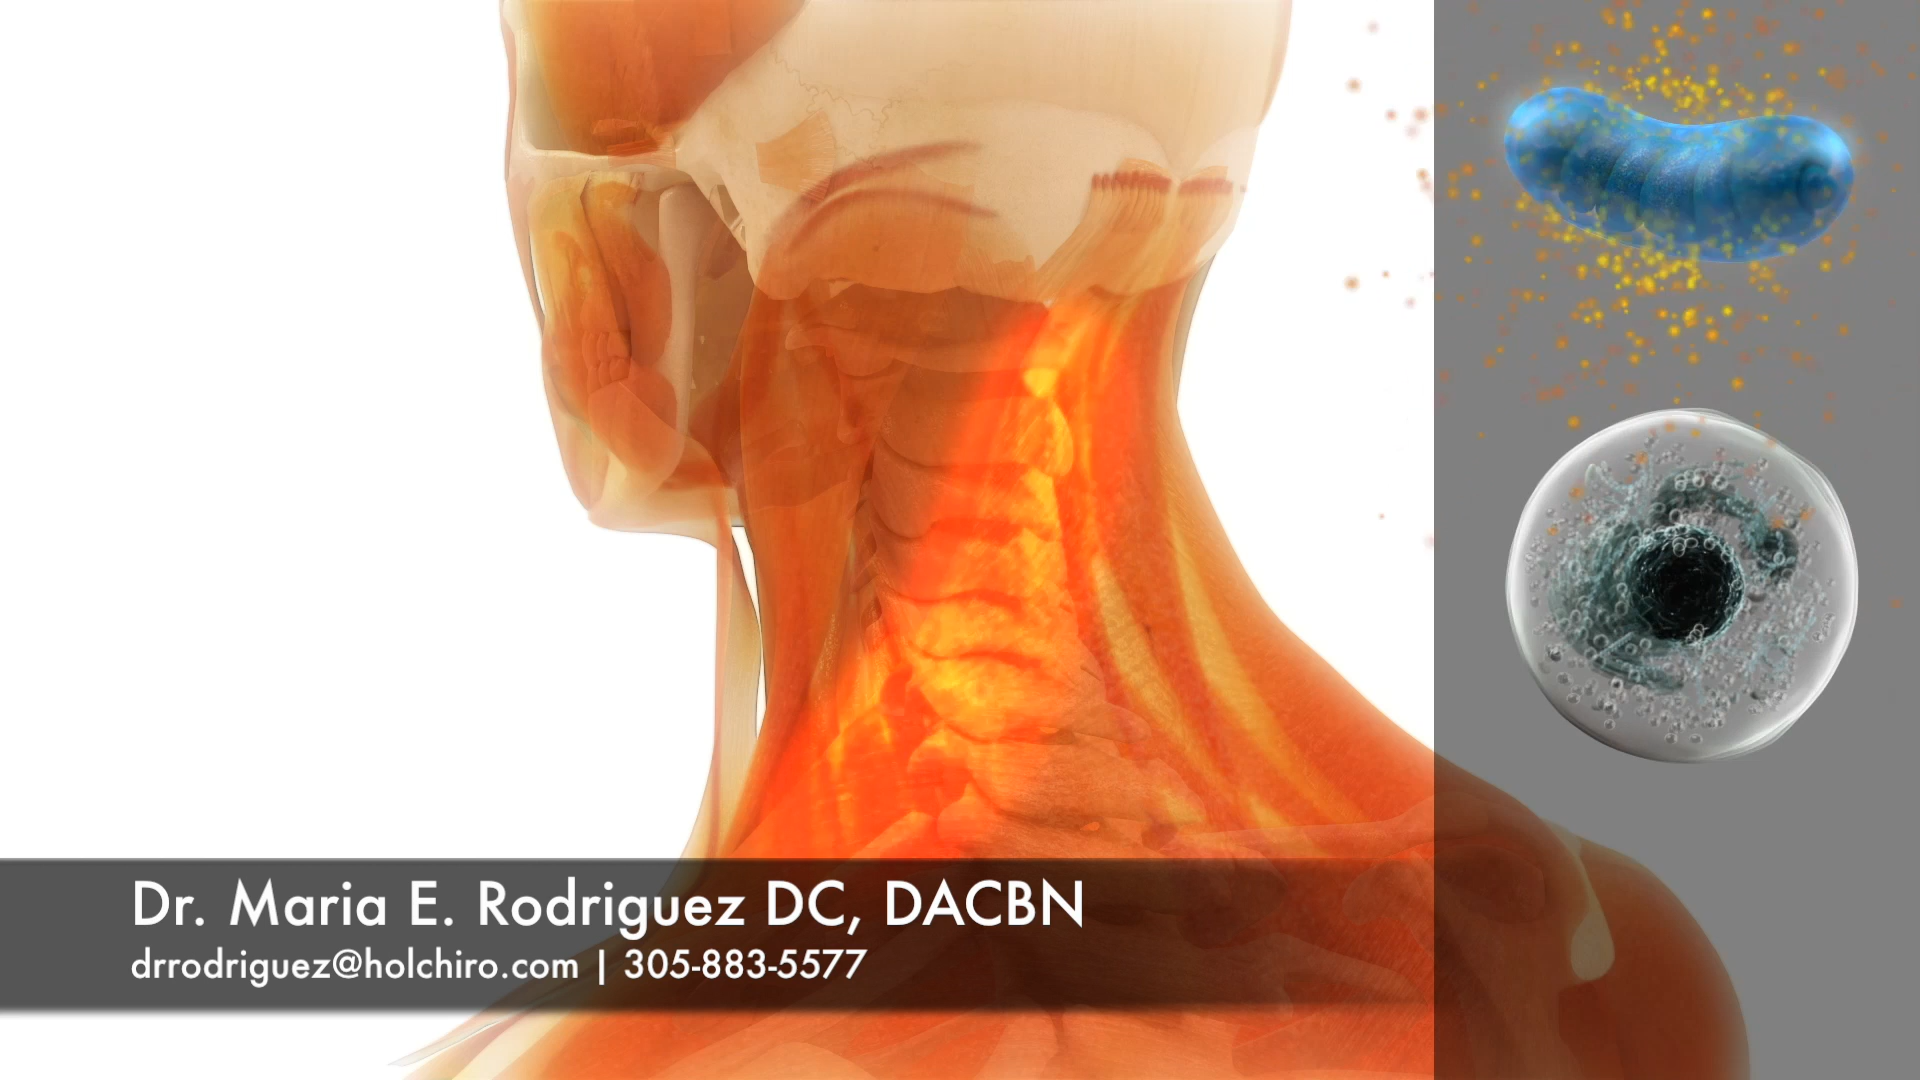 Dr. Maria E. Rodriguez DC, DACBN
drrodriguez@holchiro.com | 305-883-5577